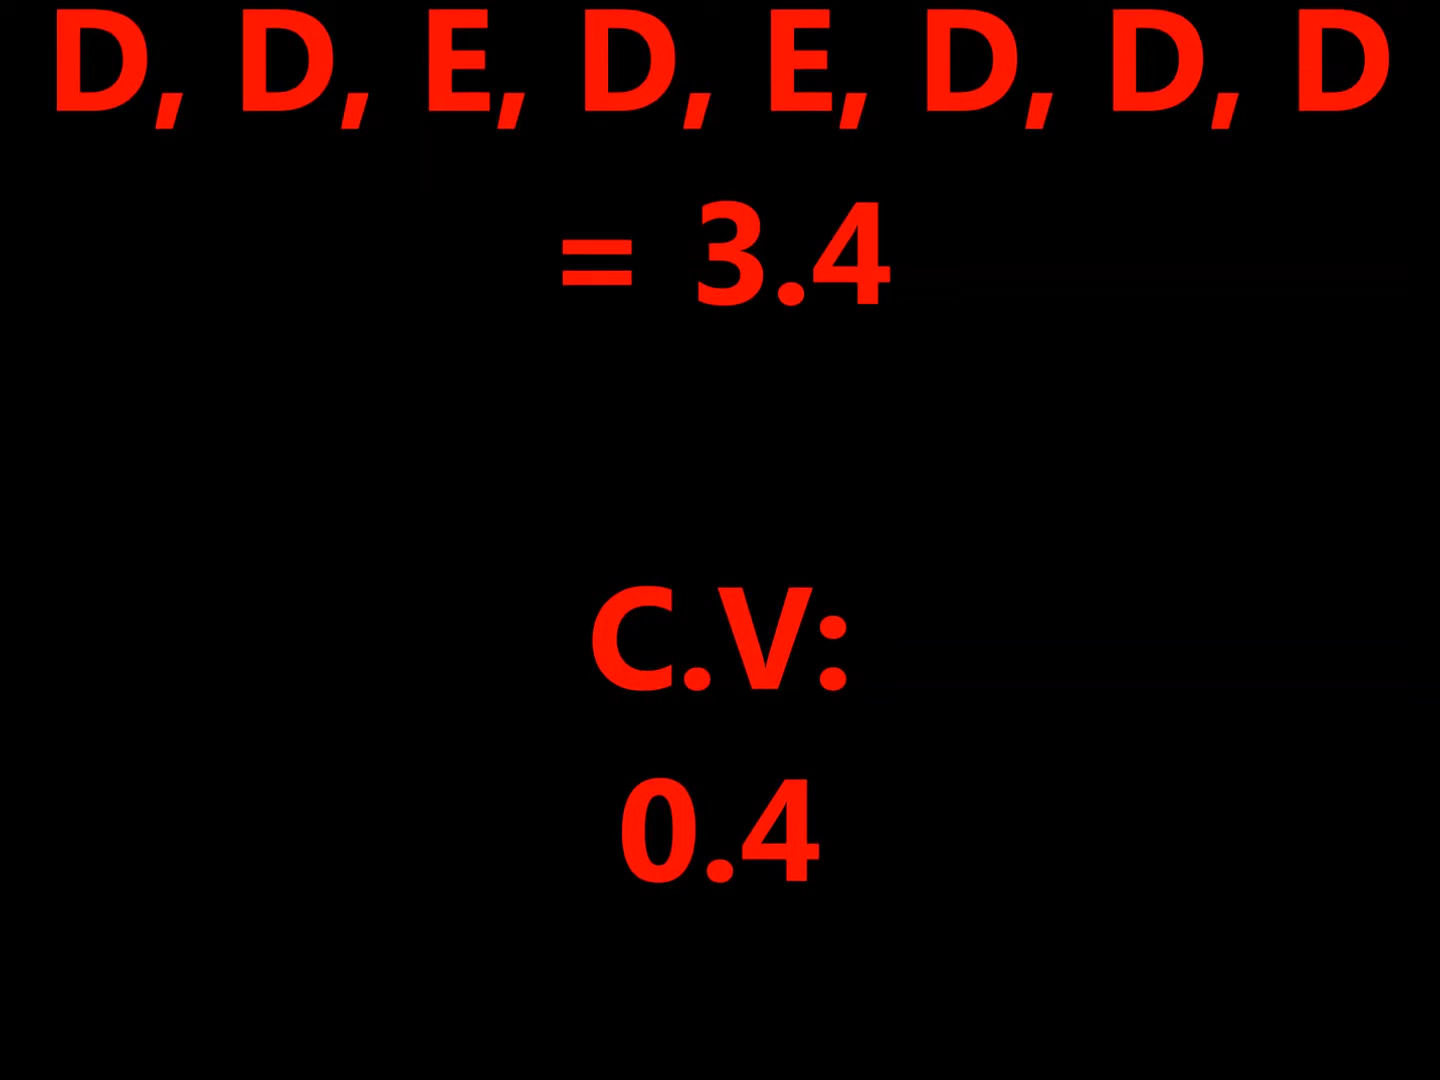 D, D, E, D, E, D, D, D
= 3.4
C.V:
0.4